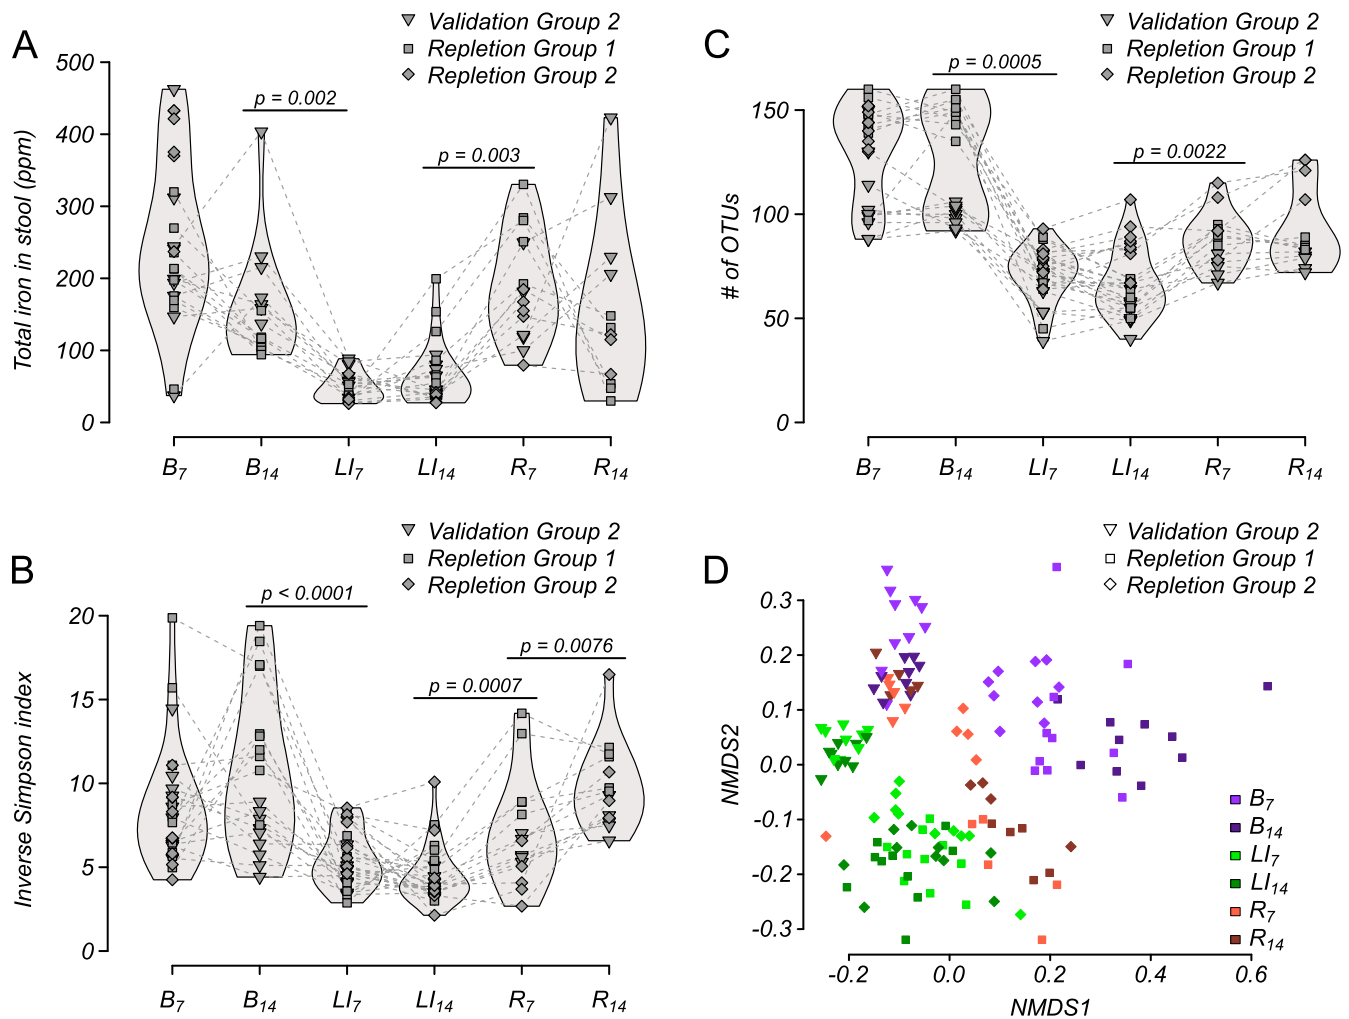 A
Validation Group 2
Repletion Group 1
Repletion Group 2
p = 0.002
p = 0.003
Total iron in stool (ppm)
500
400
300
200
100
0
B7 B14 LI7 LI14 R7 R14
C
Validation Group 2
Repletion Group 1
Repletion Group 2
p = 0.0005
p = 0.0022
# of OTUs
150
100
50
0
B7 B14 LI7 LI14 R7 R14
B
Validation Group 2
Repletion Group 1
Repletion Group 2
p < 0.0001
p = 0.0076
p = 0.0007
Inverse Simpson index
20
15
10
5
0
B7 B14 LI7 LI14 R7 R14
D
Validation Group 2
Repletion Group 1
Repletion Group 2
NMDS2
0.3
0.2
0.1
0.0
-0.1
-0.2
-0.3
B7
B14
LI7
LI14
R7
R14
-0.2 0.0 0.2 0.4 0.6
NMDS1